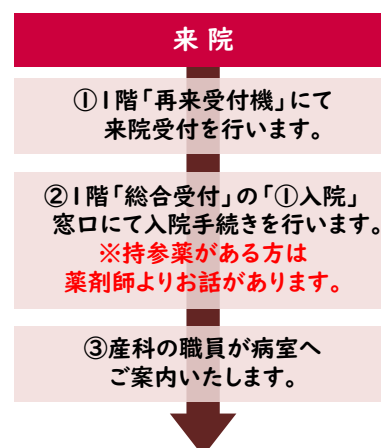 来院
①1階「再来受付機」にて
来院受付を行います。
②1階「総合受付」の「①入院」
窓口にて入院手続きを行います。
※持参薬がある方は
薬剤師よりお話があります。
③産科の職員が病室へ
ご案内いたします。